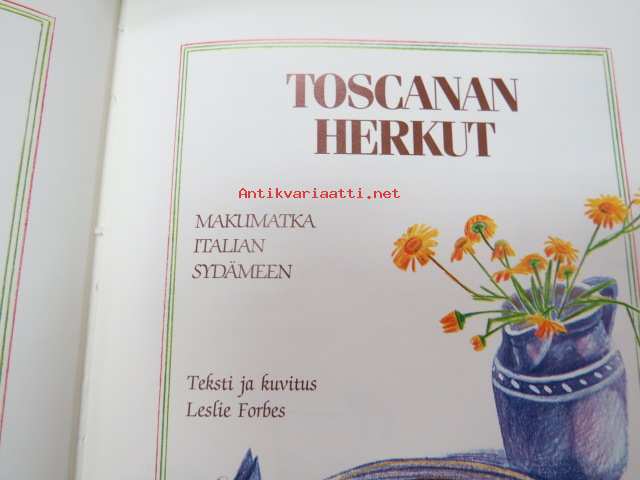 TOSCANAN
HERKUT
Antikvariaatti.net
MAKUMATKA
ITALIAN
SYDÄMEEN
Teksti ja kuvitus
Leslie Forbes